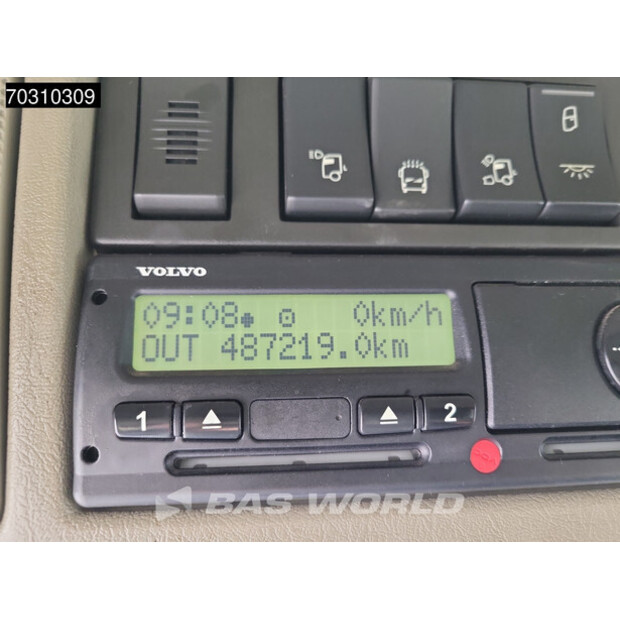 70310309
VOLVO
09:08 0km/h
OUT 487219.0km
1 2
BAS WORLD